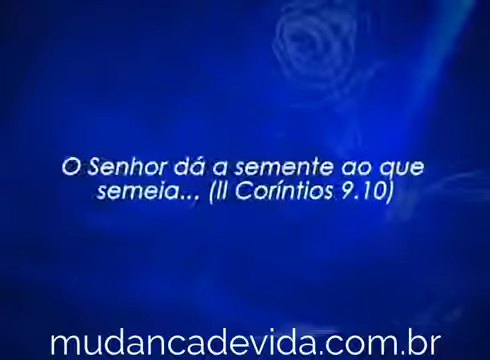 O Senhor dá a semente ao que
semeia... (II Coríntios 9.10)
mudancadevida.com.br